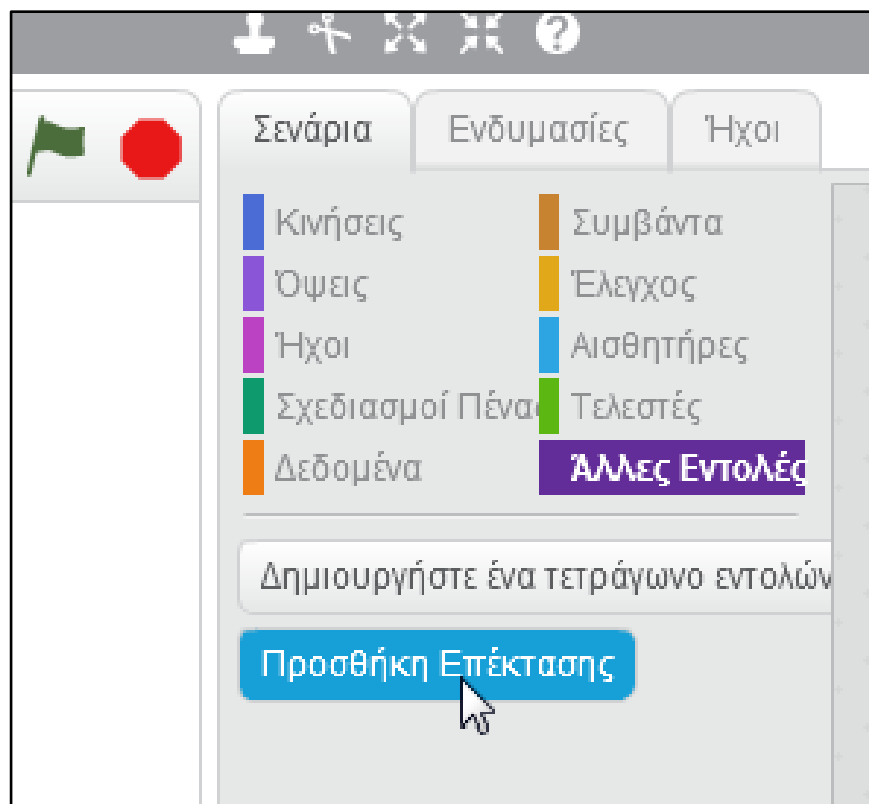 Σενάρια Ενδυμασίες Ήχοι
Κινήσεις Συμβάντα
Όψεις Έλεγχος
Ήχοι Αισθητήρες
Σχεδιασμοί Πένας Τελεστές
Δεδομένα Άλλες Εντολές
Δημιουργήστε ένα τετράγωνο εντολών
Προσθήκη Επέκτασης